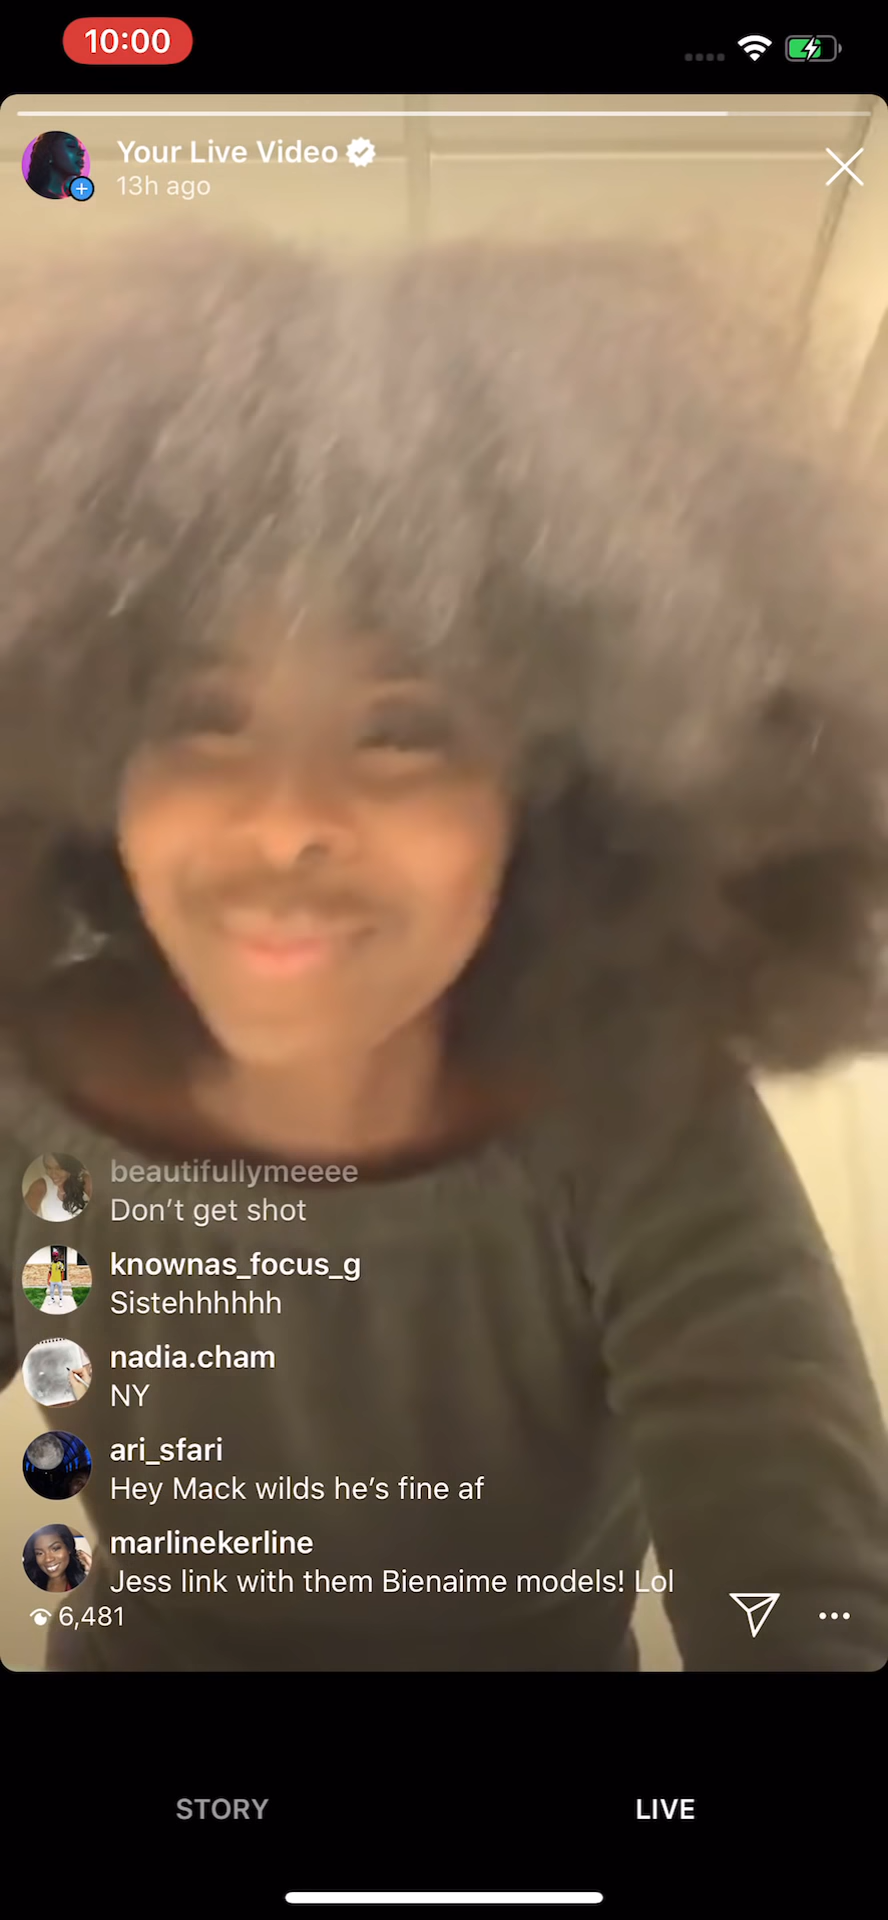 10:00
Your Live Video
13h ago
beautifullymeeee
Don’t get shot
knownas_focus_g
Sistehhhhhh
nadia.cham
NY
ari_sfari
Hey Mack wilds he’s fine af
marlinekerline
Jess link with them Bienaime models! Lol
6,481
STORY
LIVE